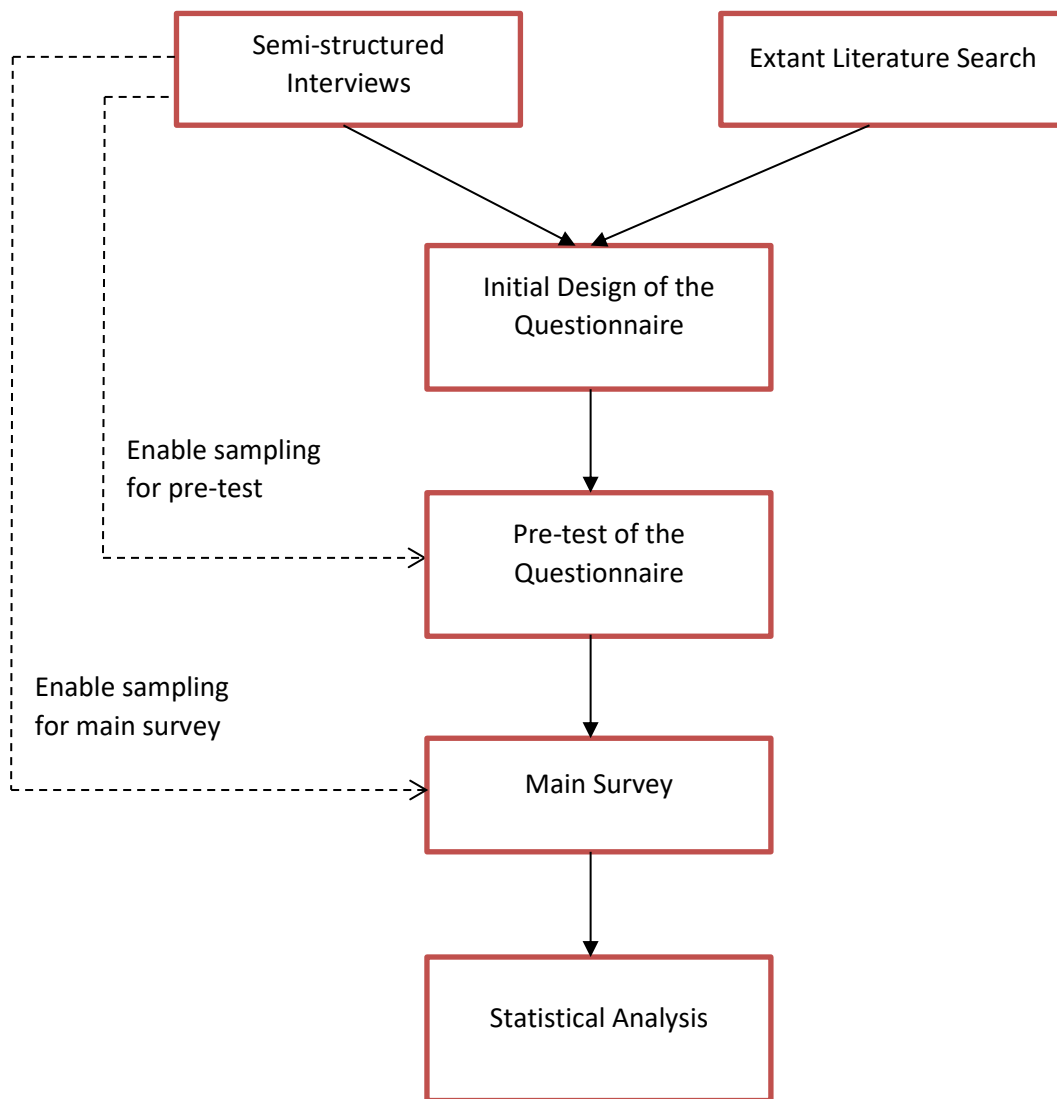 Semi-structured
Interviews
Extant Literature Search
Initial Design of the
Questionnaire
Enable sampling
for pre-test
Pre-test of the
Questionnaire
Enable sampling
for main survey
Main Survey
Statistical Analysis